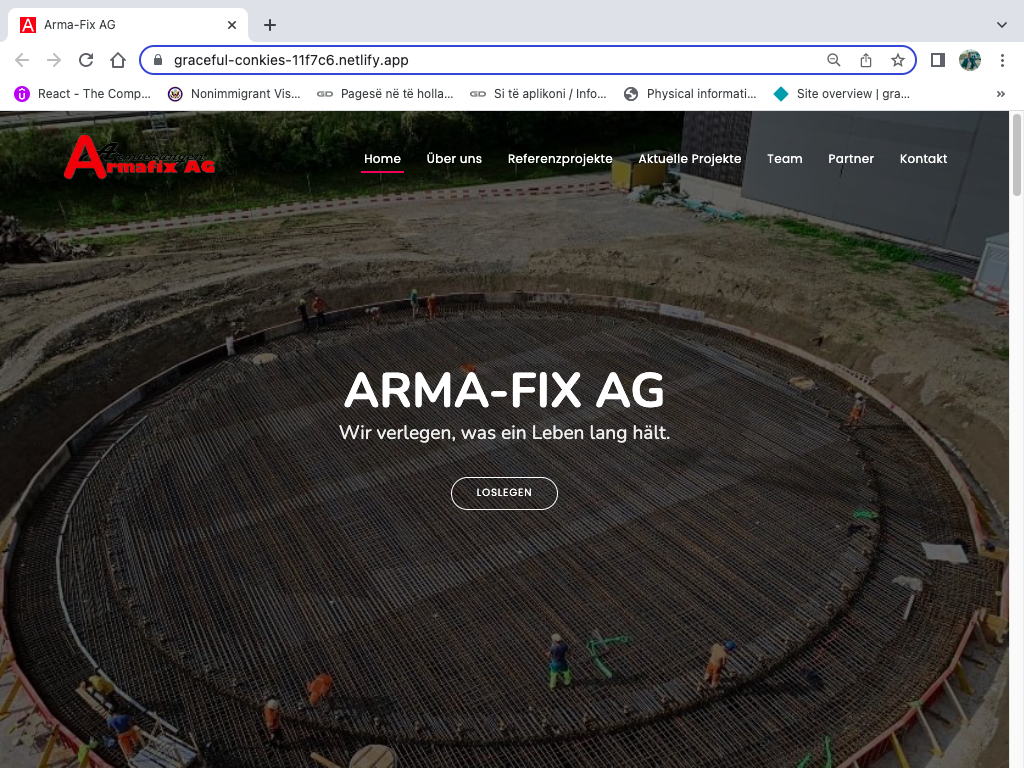 Arma-Fix AG
graceful-conkies-11f7c6.netlify.app
React - The Comp...
Nonimmigrant Vis...
Pagesë në të holla...
Si të aplikoni / Info...
Physical informati...
Site overview | gra...
»
Armafix AG
Home
Über uns
Referenzprojekte
Aktuelle Projekte
Team
Partner
Kontakt
ARMA-FIX AG
Wir verlegen, was ein Leben lang hält.
LOSLEGEN